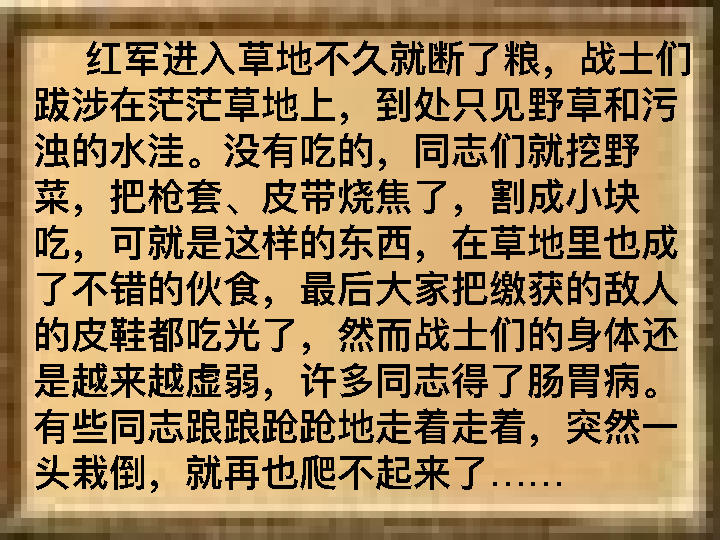 红军进入草地不久就断了粮，战士们
跋涉在茫茫草地上，到处只见野草和污
浊的水洼。没有吃的，同志们就挖野
菜，把枪套、皮带烧焦了，割成小块
吃，可就是这样的东西，在草地里也成
了不错的伙食，最后大家把缴获的敌人
的皮鞋都吃光了，然而战士们的身体还
是越来越虚弱，许多同志得了肠胃病。
有些同志踉踉跄跄地走着走着，突然一
头栽倒，就再也爬不起来了……